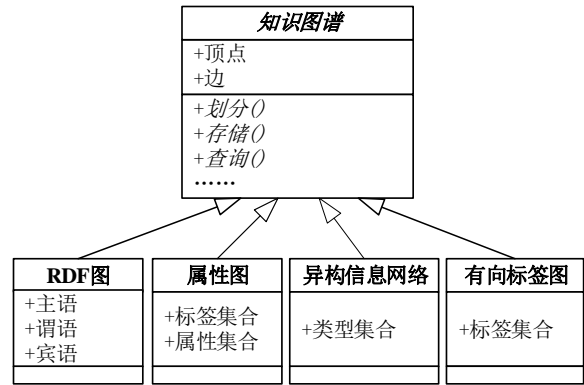 知识图谱
+顶点
+边
+划分()
+存储()
+查询()
……
RDF图
+主语
+谓语
+宾语
属性图
+标签集合
+属性集合
异构信息网络
+类型集合
有向标签图
+标签集合